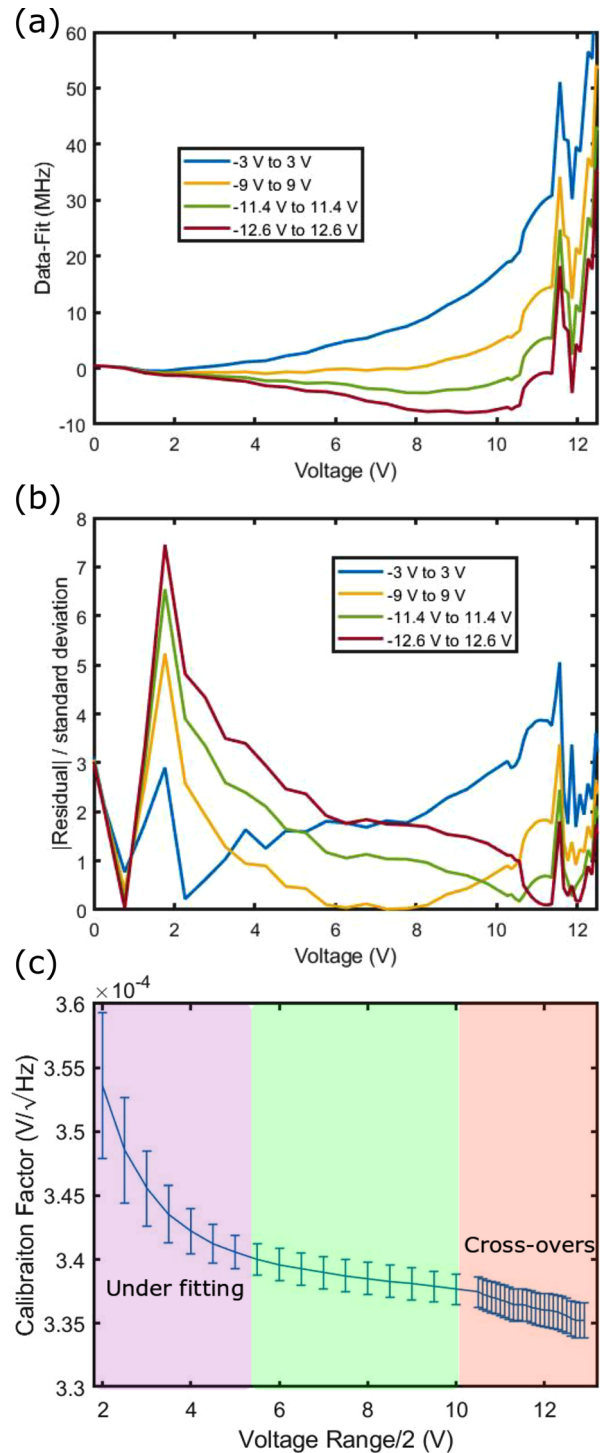 (a)
60
50
40
30
20
10
0
-10
Data-Fit (MHz)
-3 V to 3 V
-9 V to 9 V
-11.4 V to 11.4 V
-12.6 V to 12.6 V
0 2 4 6 8 10 12
Voltage (V)
(b)
8
7
6
5
4
3
2
1
0
|Residual| / standard deviation
-3 V to 3 V
-9 V to 9 V
-11.4 V to 11.4 V
-12.6 V to 12.6 V
0 2 4 6 8 10 12
Voltage (V)
(c)
× 10⁻⁴
3.6
3.55
3.5
3.45
3.4
3.35
3.3
Calibraiton Factor (V/√Hz)
Under fitting
Cross-overs
2 4 6 8 10 12
Voltage Range/2 (V)